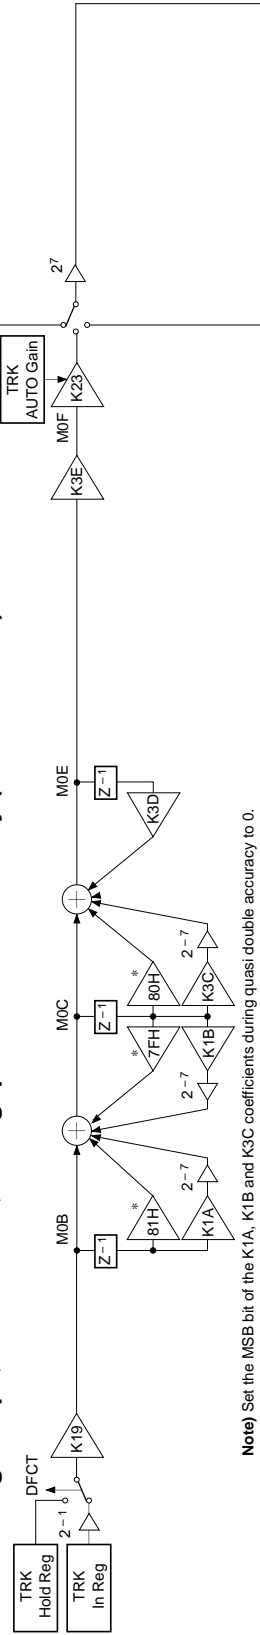 TRK
Hold Reg
TRK
In Reg
2 – 1
DFCT
K19
M0B
Z – 1
81H
*
K1A
2 – 7
M0C
Z – 1
7FH
*
K1B
2 – 7
80H
*
K3C
2 – 7
M0E
Z – 1
K3D
K3E
M0F
TRK
AUTO Gain
K23
27
Note) Set the MSB bit of the K1A, K1B and K3C coefficients during quasi double accuracy to 0.